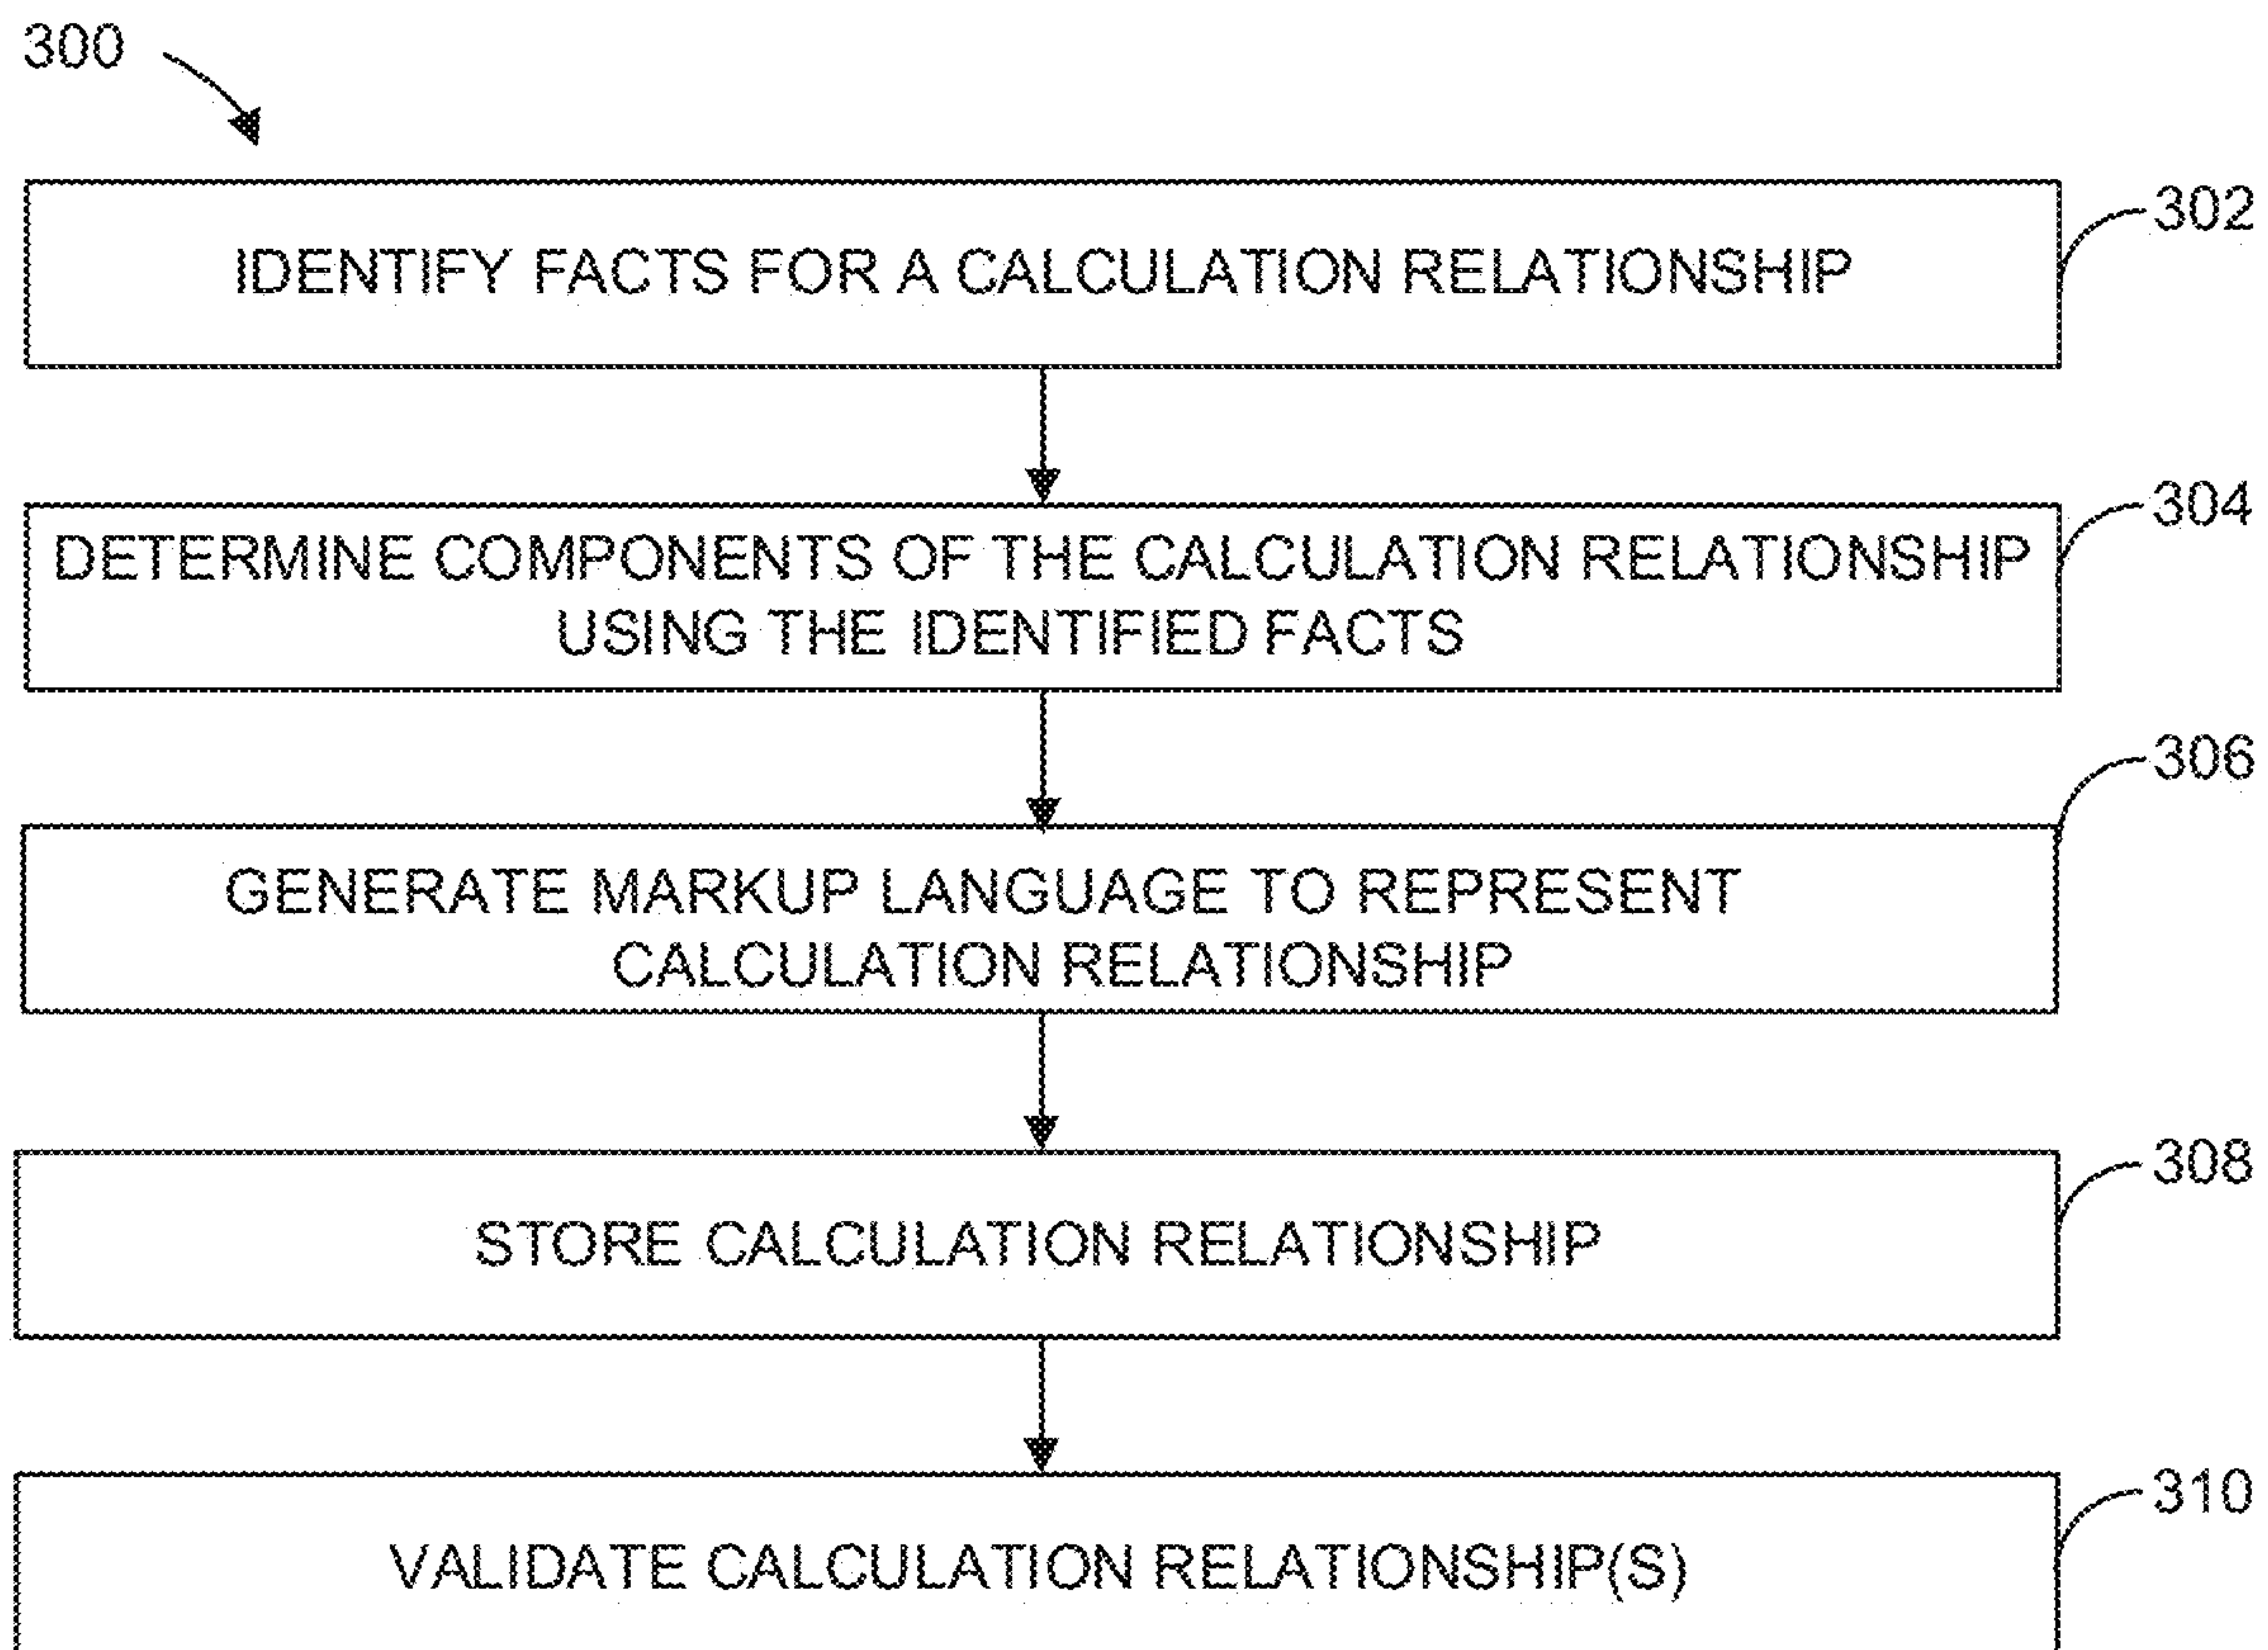 300
IDENTIFY FACTS FOR A CALCULATION RELATIONSHIP
302
DETERMINE COMPONENTS OF THE CALCULATION RELATIONSHIP
USING THE IDENTIFIED FACTS
304
GENERATE MARKUP LANGUAGE TO REPRESENT
CALCULATION RELATIONSHIP
306
STORE CALCULATION RELATIONSHIP
308
VALIDATE CALCULATION RELATIONSHIP(S)
310